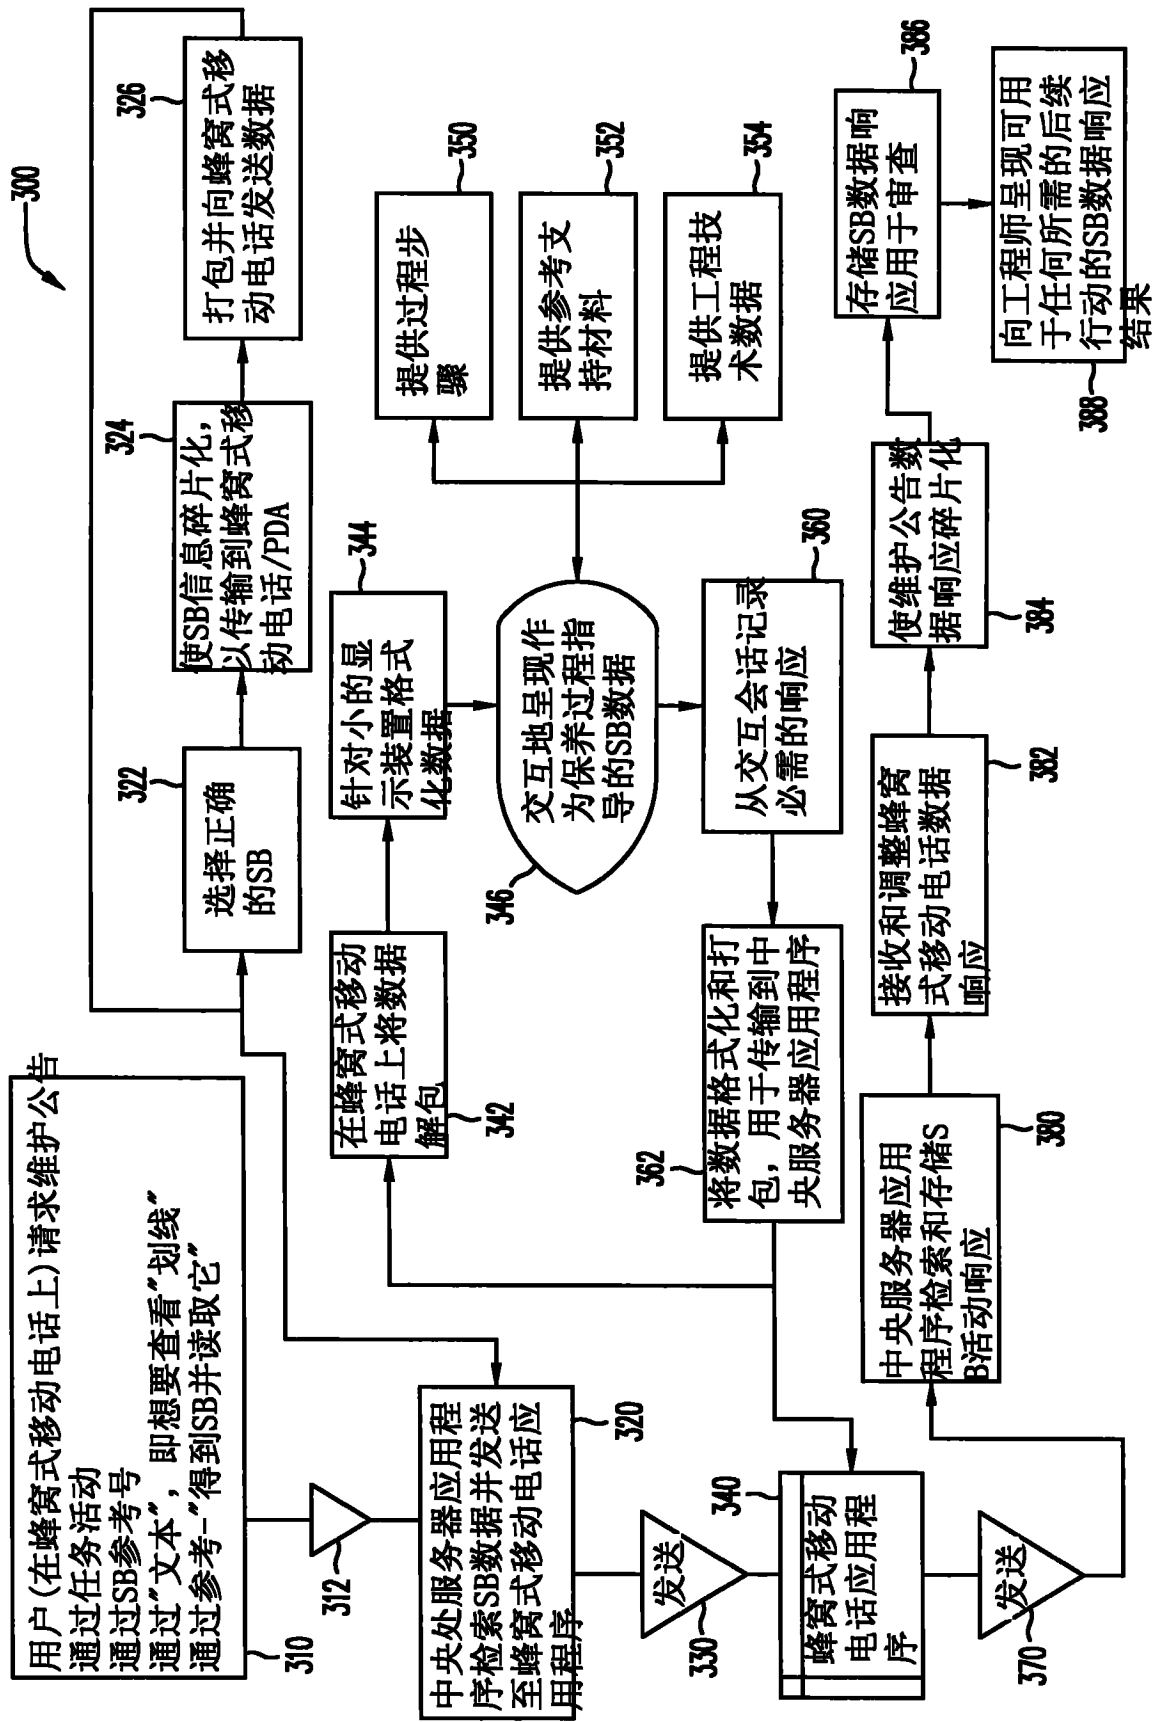 300
用户(在蜂窝式移动电话上)请求维护公告
通过任务活动
通过SB参考号
通过"文本", 即想要查看"划线"
通过参考-"得到SB并读取它"
310
312
中央处服务器应用程
序检索SB数据并发送
至蜂窝式移动电话应
用程序
320
选择正确
的SB
322
使SB信息碎片化,
以传输到蜂窝式移
动电话/PDA
324
打包并向蜂窝式移
动电话发送数据
326
发送
330
蜂窝式移动
电话应用程
序
340
在蜂窝式移动
电话上将数据
解包
342
针对小的显
示装置格式
化数据
344
交互地呈现作
为保养过程指
导的SB数据
346
提供过程步
骤
350
提供参考支
持材料
352
提供工程技
术数据
354
从交互会话记录
必需的响应
360
将数据格式化和打
包, 用于传输到中
央服务器应用程序
362
发送
370
中央服务器应用
程序检索和存储S
B活动响应
380
接收和调整蜂窝
式移动电话数据
响应
382
使维护公告数
据响应碎片化
384
存储SB数据响
应用于审查
386
向工程师呈现可用
于任何所需的后续
行动的SB数据响应
结果
388